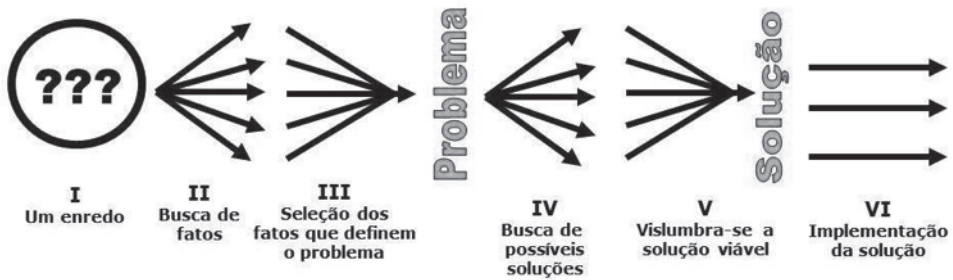 ???
I
Um enredo
II
Busca de
fatos
III
Seleção dos
fatos que definem
o problema
Problema
IV
Busca de
possíveis
soluções
V
Vislumbra-se a
solução viável
Solução
VI
Implementação
da solução